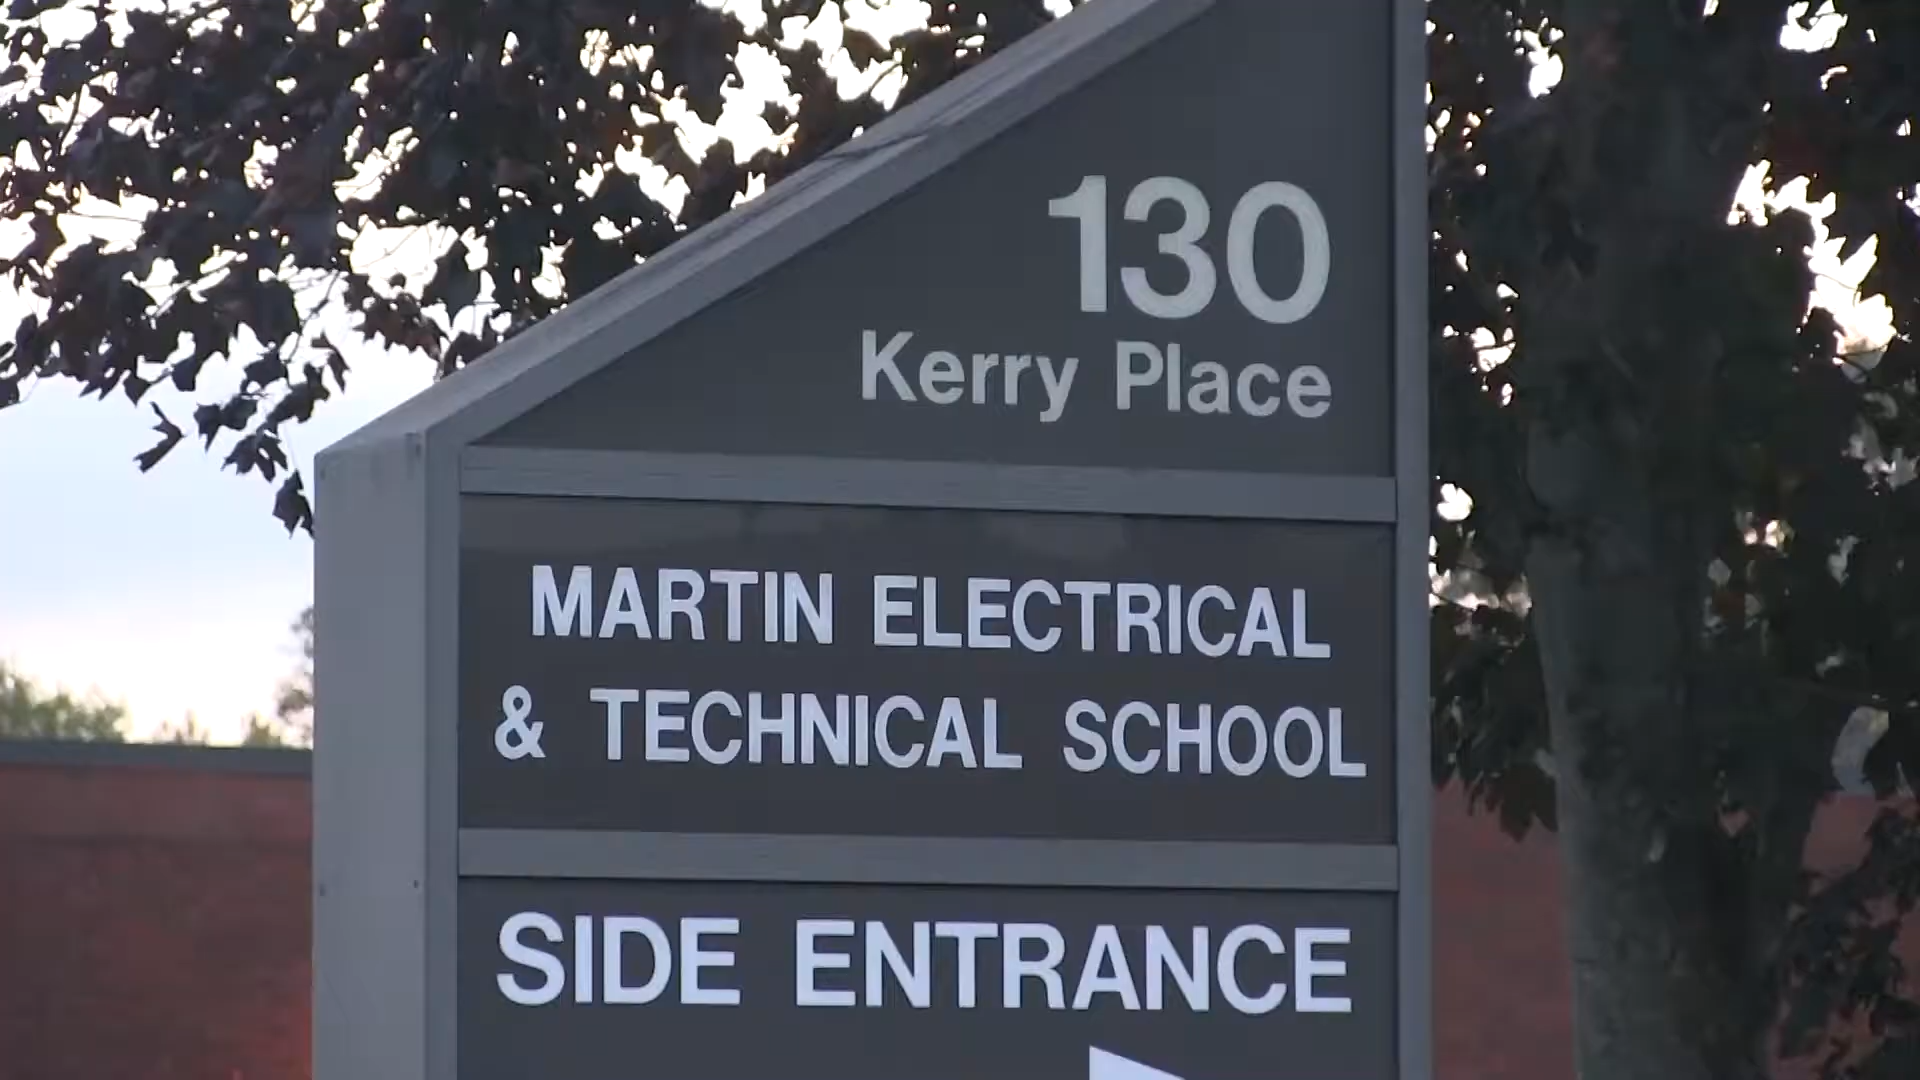 130
Kerry Place
MARTIN ELECTRICAL
& TECHNICAL SCHOOL
SIDE ENTRANCE